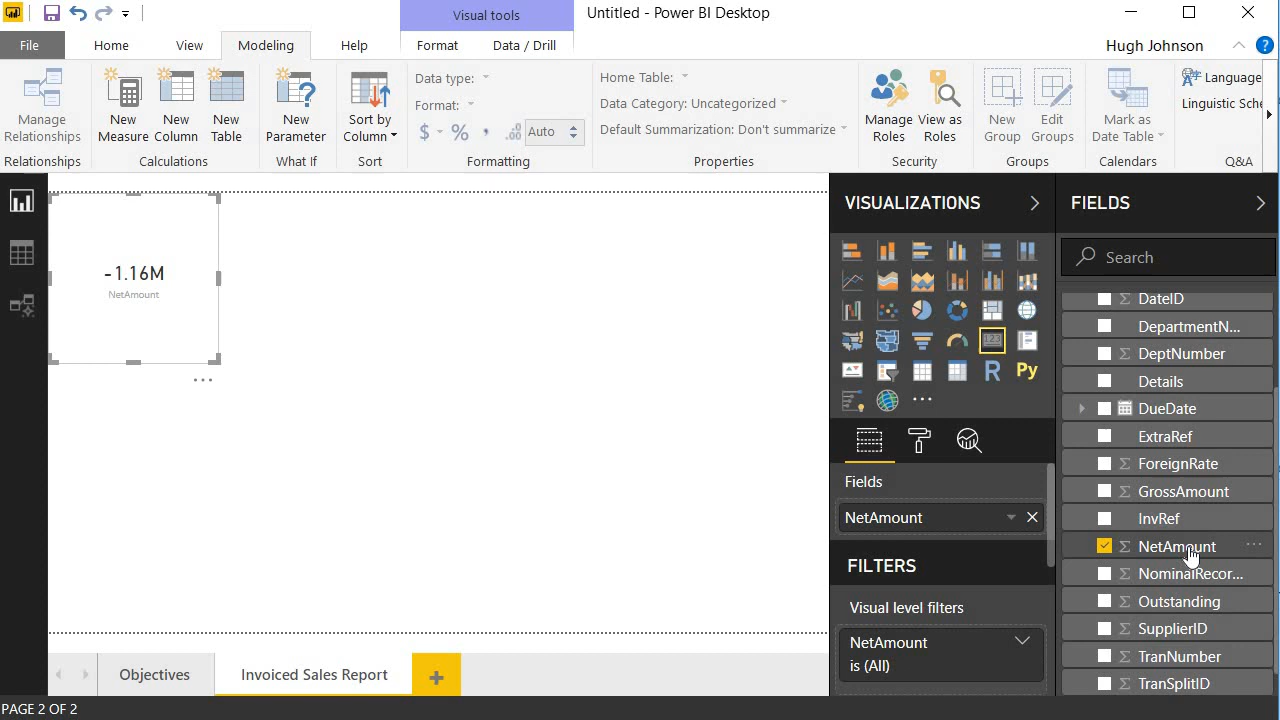 Visual tools
Untitled - Power BI Desktop
File
Home
View
Modeling
Help
Format
Data / Drill
Hugh Johnson
?
Manage
Relationships
Relationships
New
Measure
New
Column
New
Table
Calculations
New
Parameter
What If
Sort by
Column
Sort
Data type:
Format:
$ % , .00 Auto
Formatting
Home Table:
Data Category: Uncategorized
Default Summarization: Don't summarize
Properties
Manage
Roles
View as
Roles
Security
New
Group
Edit
Groups
Groups
Mark as
Date Table
Calendars
Language
Linguistic Sche
Q&A
-1.16M
NetAmount
VISUALIZATIONS
123
R
Py
Fields
NetAmount
FILTERS
Visual level filters
NetAmount
is (All)
FIELDS
Search
DateID
DepartmentN...
DeptNumber
Details
DueDate
ExtraRef
ForeignRate
GrossAmount
InvRef
NetAmount
NominalRecor...
Outstanding
SupplierID
TranNumber
TranSplitID
Objectives
Invoiced Sales Report
PAGE 2 OF 2